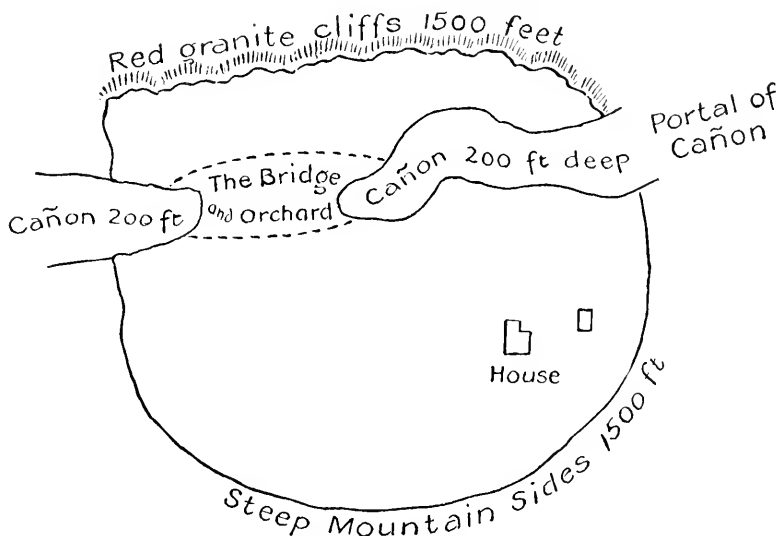 Red granite cliffs 1500 feet
Portal of
Cañon
Cañon 200 ft deep
The Bridge
and Orchard
Cañon 200 ft
House
Steep Mountain Sides 1500 ft